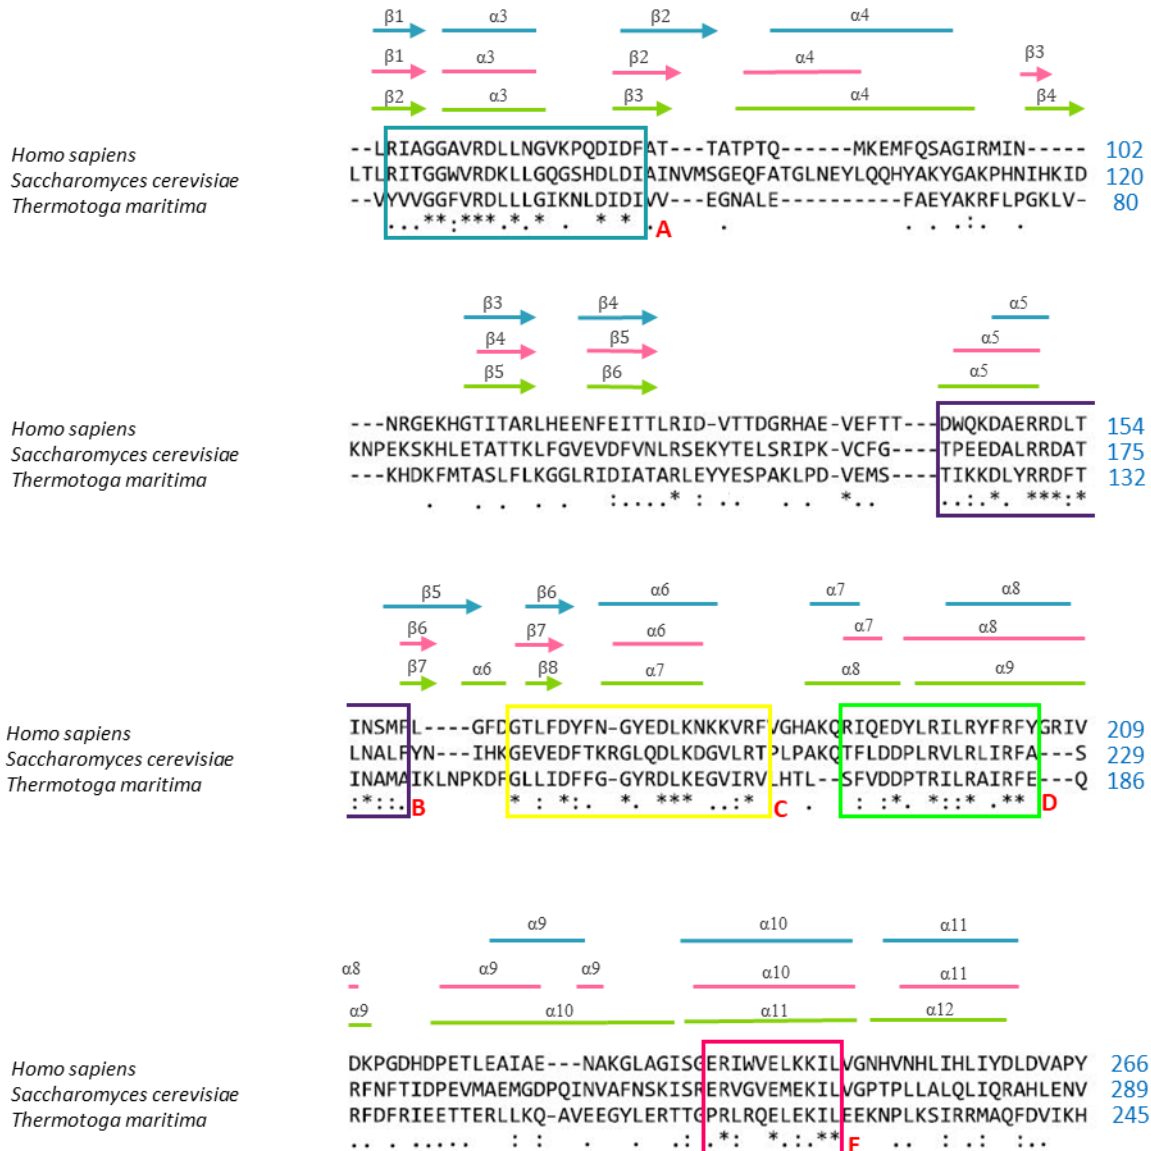 β1 α3 β2 α4
β1 α3 β2 α4 β3
β2 α3 β3 α4 β4
Homo sapiens --LRIAGGAVRDLLNGVKPQDIDFAT---TATPTQ------MKEMFQSAGIRMIN----- 102
Saccharomyces cerevisiae LTLRITGGWVRDKLLGQGSHDLDIAINVMSGEQFATGLNEYLQQHYAKYGAKPHNIHKID 120
Thermotoga maritima --VYVVGGFVRDLLLGIKNLDIDIVV---EGNALE----------FAEYAKRFLPGKLV- 80
...**:***.*.* . * * . . . . .:. .
A
β3 β4 α5
β4 β5 α5
β5 β6 α5
Homo sapiens ---NRGEKHGTITARLHEENFEITTLRID-VTTDGRHAE-VEFTT---DWQKDAERRDLT 154
Saccharomyces cerevisiae KNPEKSKHLETATTKLFGVEVDFVNLRSEKYTELSRIPK-VCFG----TPEEDALRRDAT 175
Thermotoga maritima ---KHDKFMTASLFLKGGLRIDIATARLEYYESPAKLPD-VEMS----TIKKDLYRRDFT 132
. . . . . :....* : .. . . *.. ..:.*. ***:*
β5 β6 α6 α7 α8
β6 β7 α6 α7 α8
β7 α6 β8 α7 α8 α9
Homo sapiens INSMFL----GFDGTLFDYFN-GYEDLKNKKVRFVGHAKQRIQEDYLRILRYFRFYGRIV 209
Saccharomyces cerevisiae LNALFYN---IHKGEVEDFTKRGLQDLKDGVLRTPLPAKQTFLDDPLRVLRLIRFA---S 229
Thermotoga maritima INAMAIKLNPKDFGLLIDFFG-GYRDLKEGVIRVLHTL--SFVDDPTRILRAIRFE---Q 186
:*::. * : *:. *. *** ..:* . : :*. *::* .**
B C D
α9 α10 α11
α8 α9 α9 α10 α11
α9 α10 α11 α12
Homo sapiens DKPGDHDPETLEAIAE---NAKGLAGISGERIWVELKKILVGNHVNHLIHLIYDLDVAPY 266
Saccharomyces cerevisiae RFNFTIDPEVMAEMGDPQINVAFNSKISRERVGVEMEKILVGPTPLLALQLIQRAHLENV 289
Thermotoga maritima RFDFRIEETTERLLKQ-AVEEGYLERTTGPRLRQELEKILEEKNPLKSIRRMAQFDVIKH 245
.. . ..... : : . . .: .*: *.:.** .. : .: :..